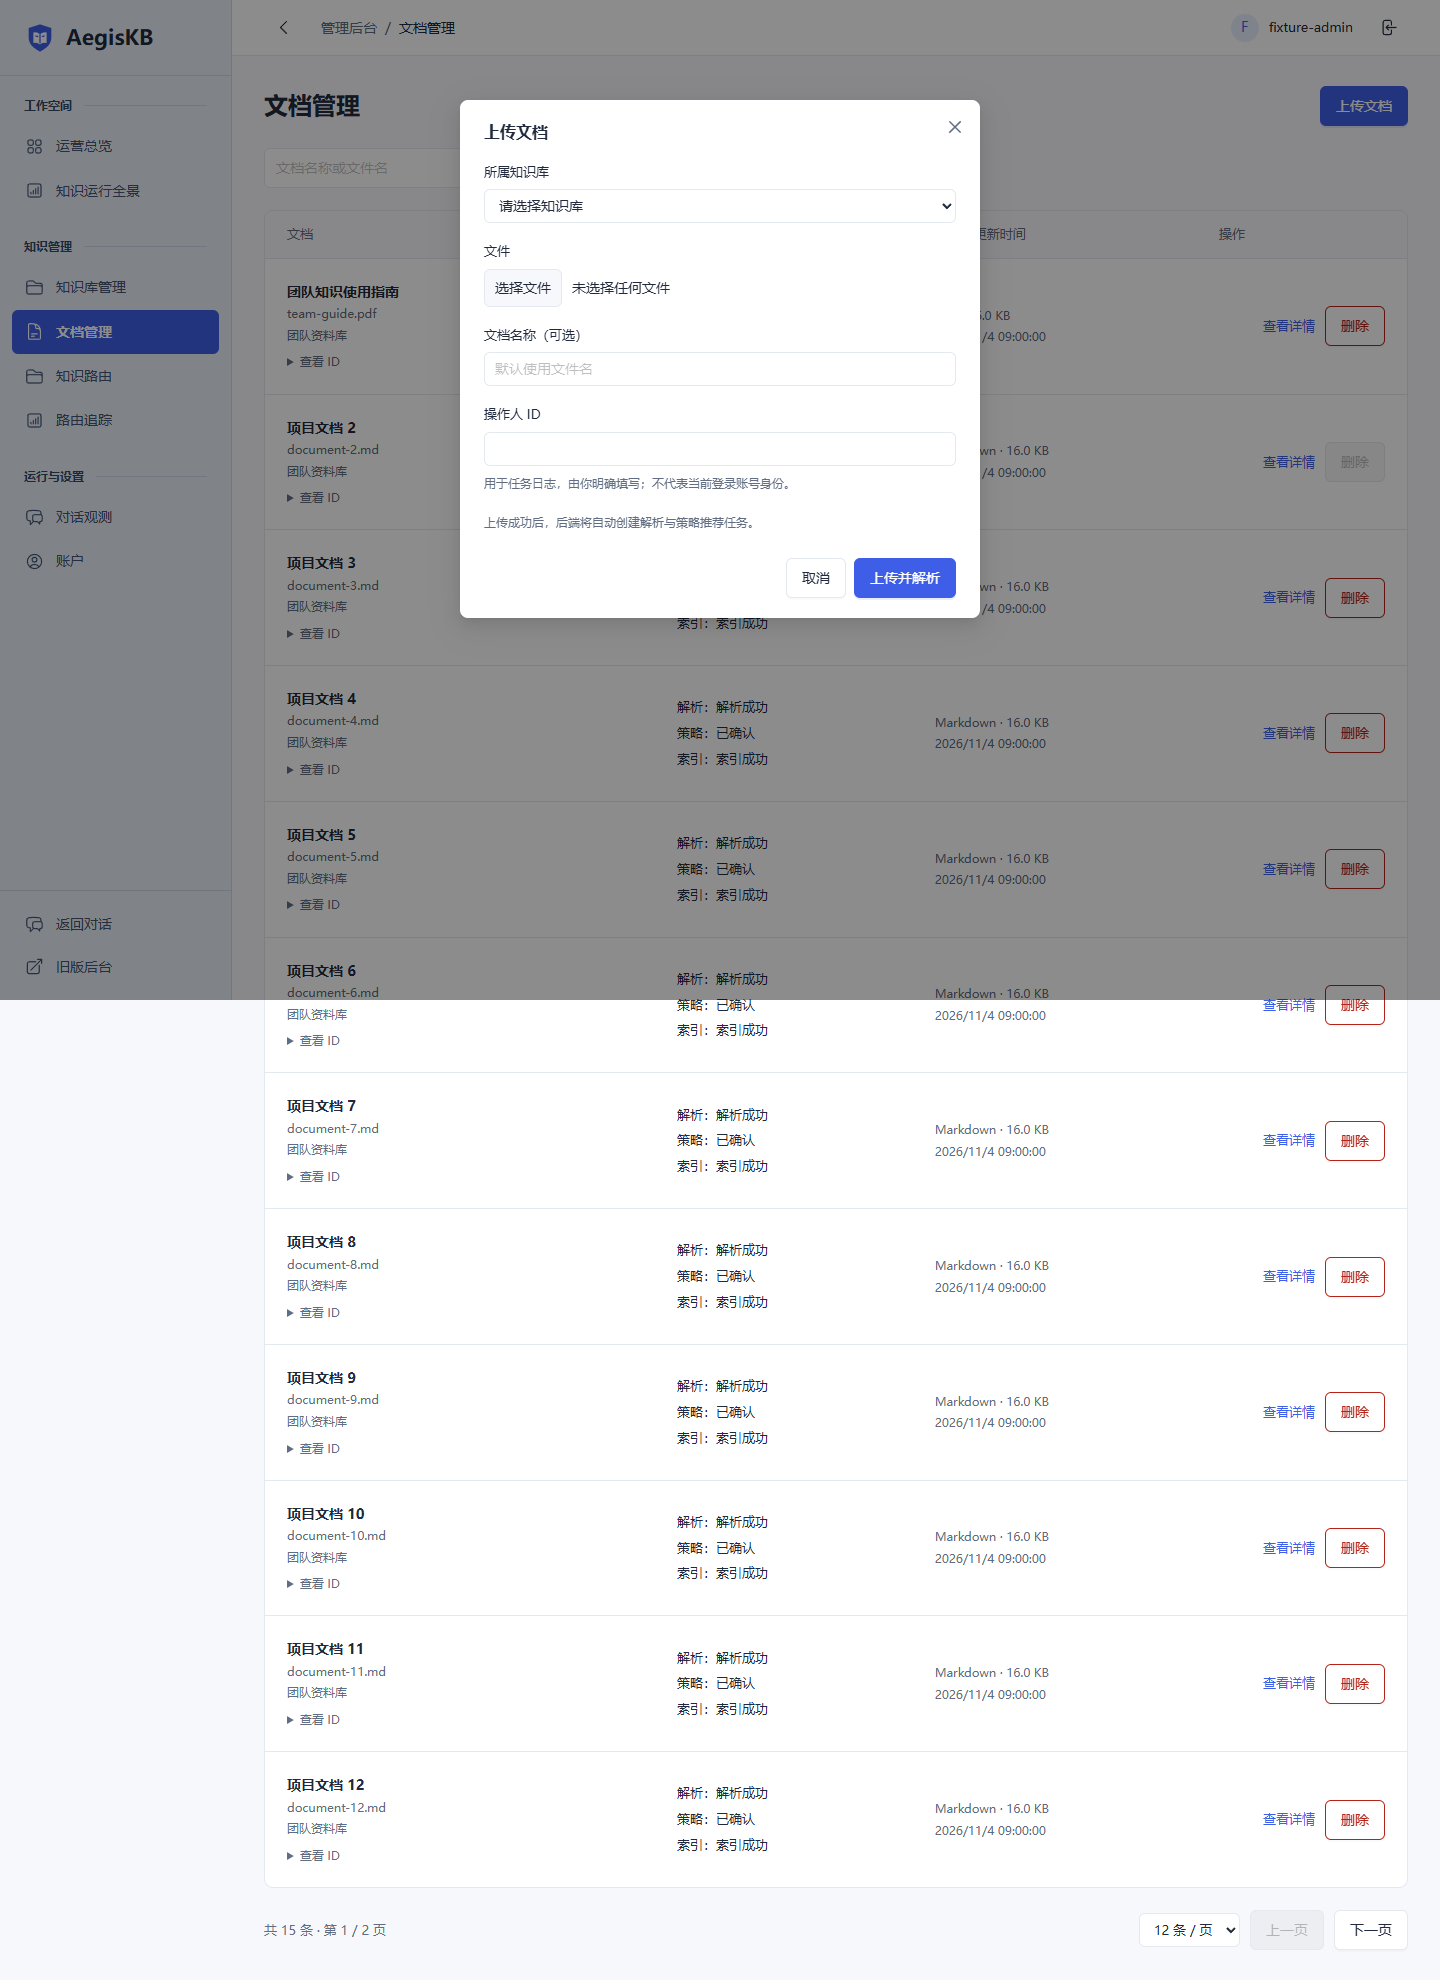 AegisKB
工作空间
运营总览
知识运行全景
知识管理
知识库管理
文档管理
知识路由
路由追踪
运行与设置
对话观测
账户
返回对话
旧版后台
管理后台 / 文档管理
F fixture-admin
文档管理
上传文档
文档名称或文件名
文档 更新时间 操作
上传文档
所属知识库
请选择知识库
文件
选择文件 未选择任何文件
文档名称（可选）
默认使用文件名
操作人 ID
用于任务日志，由你明确填写；不代表当前登录账号身份。
上传成功后，后端将自动创建解析与策略推荐任务。
取消 上传并解析
团队知识使用指南
team-guide.pdf
团队资料库
查看 ID
.0 KB
/4 09:00:00
查看详情 删除
项目文档 2
document-2.md
团队资料库
查看 ID
wn · 16.0 KB
/4 09:00:00
查看详情 删除
项目文档 3
document-3.md
团队资料库
查看 ID
索引：索引成功
wn · 16.0 KB
/4 09:00:00
查看详情 删除
项目文档 4
document-4.md
团队资料库
查看 ID
解析：解析成功
策略：已确认
索引：索引成功
Markdown · 16.0 KB
2026/11/4 09:00:00
查看详情 删除
项目文档 5
document-5.md
团队资料库
查看 ID
解析：解析成功
策略：已确认
索引：索引成功
Markdown · 16.0 KB
2026/11/4 09:00:00
查看详情 删除
项目文档 6
document-6.md
团队资料库
查看 ID
解析：解析成功
策略：已确认
索引：索引成功
Markdown · 16.0 KB
2026/11/4 09:00:00
查看详情 删除
项目文档 7
document-7.md
团队资料库
查看 ID
解析：解析成功
策略：已确认
索引：索引成功
Markdown · 16.0 KB
2026/11/4 09:00:00
查看详情 删除
项目文档 8
document-8.md
团队资料库
查看 ID
解析：解析成功
策略：已确认
索引：索引成功
Markdown · 16.0 KB
2026/11/4 09:00:00
查看详情 删除
项目文档 9
document-9.md
团队资料库
查看 ID
解析：解析成功
策略：已确认
索引：索引成功
Markdown · 16.0 KB
2026/11/4 09:00:00
查看详情 删除
项目文档 10
document-10.md
团队资料库
查看 ID
解析：解析成功
策略：已确认
索引：索引成功
Markdown · 16.0 KB
2026/11/4 09:00:00
查看详情 删除
项目文档 11
document-11.md
团队资料库
查看 ID
解析：解析成功
策略：已确认
索引：索引成功
Markdown · 16.0 KB
2026/11/4 09:00:00
查看详情 删除
项目文档 12
document-12.md
团队资料库
查看 ID
解析：解析成功
策略：已确认
索引：索引成功
Markdown · 16.0 KB
2026/11/4 09:00:00
查看详情 删除
共 15 条 · 第 1 / 2 页
12 条 / 页 上一页 下一页